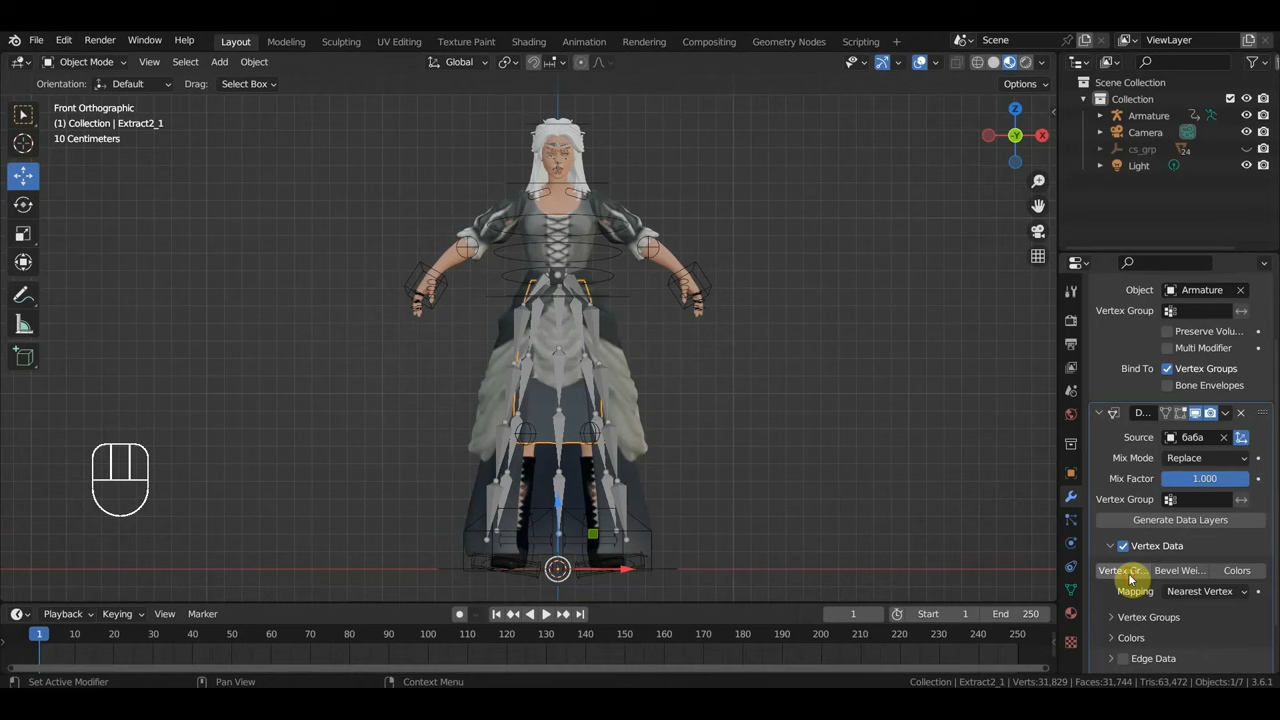 File Edit Render Window Help Layout Modeling Sculpting UV Editing Texture Paint Shading Animation Rendering Compositing Geometry Nodes Scripting + Scene ViewLayer
Object Mode View Select Add Object Global
Orientation: Default Drag: Select Box Options
Scene Collection
Collection
Armature
Camera
cs_grp 24
Light
Front Orthographic
(1) Collection | Extract2_1
10 Centimeters
Z
X
-Y
Object Armature
Vertex Group
Preserve Volu...
Multi Modifier
Bind To Vertex Groups
Bone Envelopes
D...
Source баба
Mix Mode Replace
Mix Factor 1.000
Vertex Group
Generate Data Layers
Vertex Data
Vertex Gr... Bevel Wei... Colors
Mapping Nearest Vertex
Vertex Groups
Colors
Edge Data
Playback Keying View Marker 1 Start 1 End 250
1 10 20 30 40 50 60 70 80 90 100 110 120 130 140 150 160 170 180 190 200 210 220 230 240 250
Set Active Modifier Pan View Context Menu Collection | Extract2_1 | Verts:31,829 | Faces:31,744 | Tris:63,472 | Objects:1/7 | 3.6.1